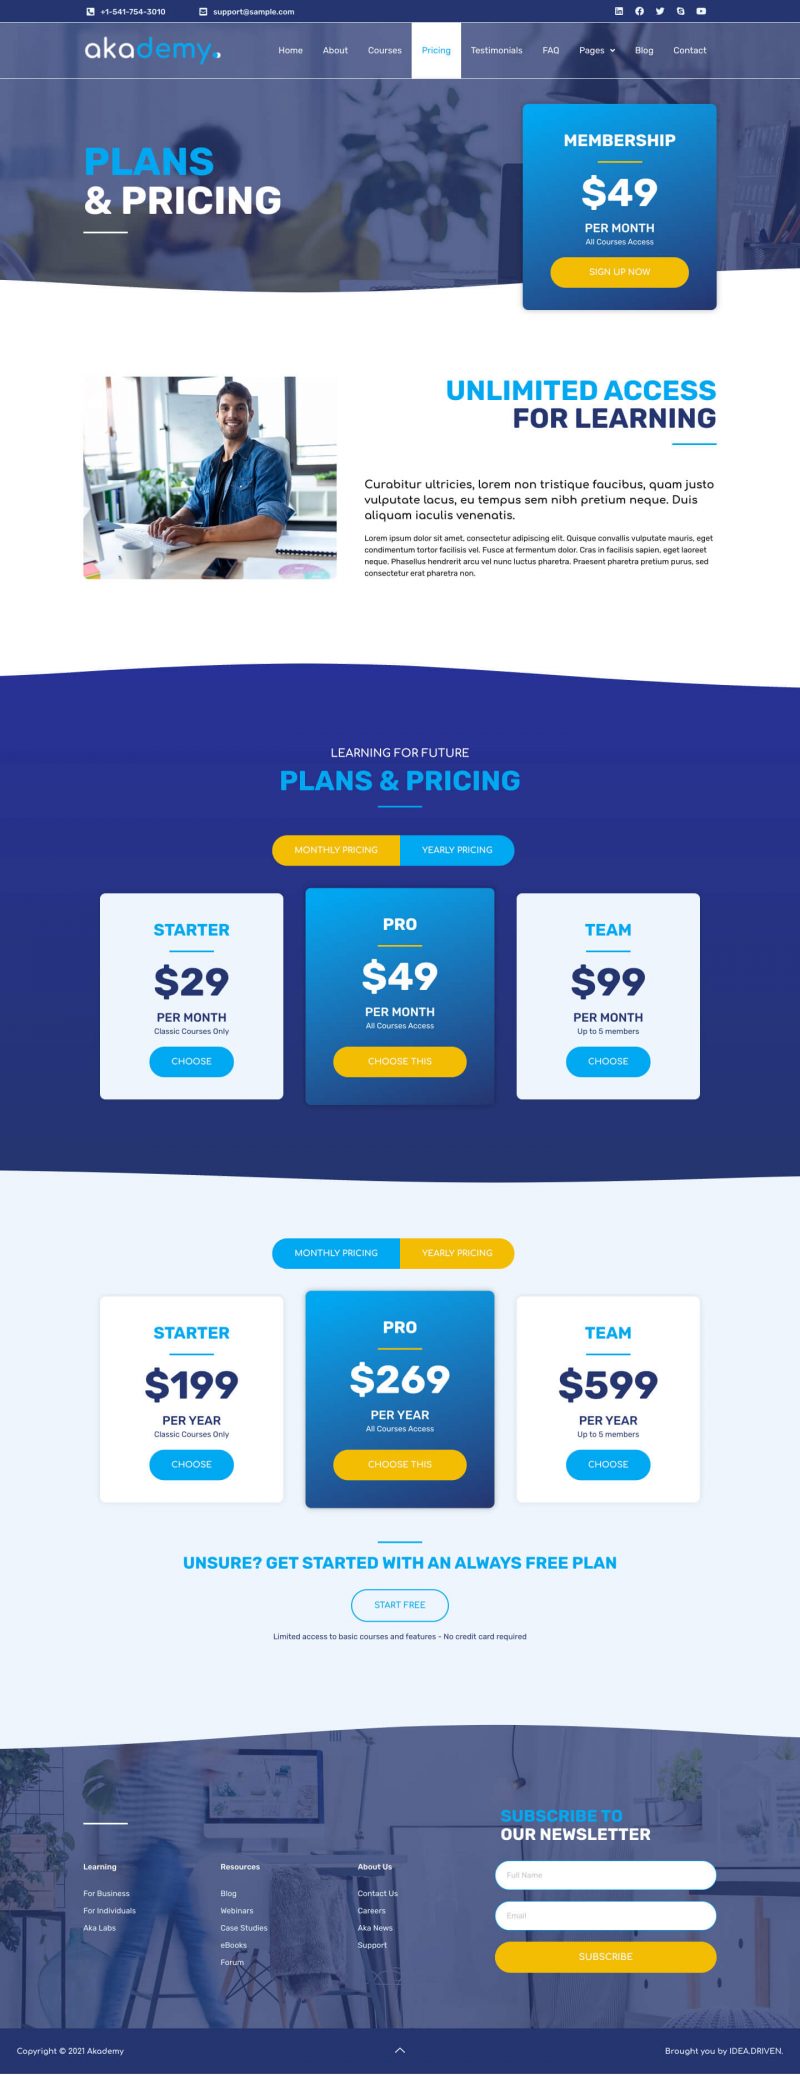 +1-541-754-3010
support@sample.com
akademy
Home
About
Courses
Pricing
Testimonials
FAQ
Pages
Blog
Contact
PLANS
& PRICING
MEMBERSHIP
$49
PER MONTH
All Courses Access
SIGN UP NOW
UNLIMITED ACCESS
FOR LEARNING
Curabitur ultricies, lorem non tristique faucibus, quam justo
vulputate lacus, eu tempus sem nibh pretium neque. Duis
aliquam iaculis venenatis.
Lorem ipsum dolor sit amet, consectetur adipiscing elit. Quisque convallis vulputate mauris, eget
condimentum tortor facilisis vel. Fusce at fermentum dolor. Cras in facilisis sapien, eget laoreet
neque. Phasellus hendrerit arcu vel nunc luctus pharetra. Praesent pharetra pretium purus, sed
consectetur erat pharetra non.
LEARNING FOR FUTURE
PLANS & PRICING
MONTHLY PRICING
YEARLY PRICING
STARTER
$29
PER MONTH
Classic Courses Only
CHOOSE
PRO
$49
PER MONTH
All Courses Access
CHOOSE THIS
TEAM
$99
PER MONTH
Up to 5 members
CHOOSE
MONTHLY PRICING
YEARLY PRICING
STARTER
$199
PER YEAR
Classic Courses Only
CHOOSE
PRO
$269
PER YEAR
All Courses Access
CHOOSE THIS
TEAM
$599
PER YEAR
Up to 5 members
CHOOSE
UNSURE? GET STARTED WITH AN ALWAYS FREE PLAN
START FREE
Limited access to basic courses and features - No credit card required
Learning
For Business
For Individuals
Aka Labs
Resources
Blog
Webinars
Case Studies
eBooks
Forum
About Us
Contact Us
Careers
Aka News
Support
SUBSCRIBE TO
OUR NEWSLETTER
Full Name
Email
SUBSCRIBE
Copyright © 2021 Akademy
Brought you by IDEA.DRIVEN.